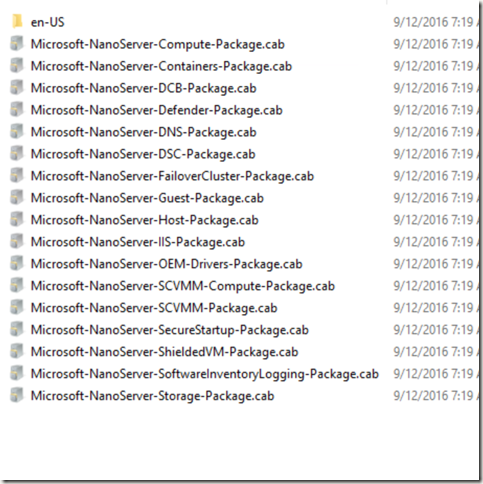 en-US 9/12/2016 7:19
Microsoft-NanoServer-Compute-Package.cab 9/12/2016 7:19
Microsoft-NanoServer-Containers-Package.cab 9/12/2016 7:19
Microsoft-NanoServer-DCB-Package.cab 9/12/2016 7:19
Microsoft-NanoServer-Defender-Package.cab 9/12/2016 7:19
Microsoft-NanoServer-DNS-Package.cab 9/12/2016 7:19
Microsoft-NanoServer-DSC-Package.cab 9/12/2016 7:19
Microsoft-NanoServer-FailoverCluster-Package.cab 9/12/2016 7:19
Microsoft-NanoServer-Guest-Package.cab 9/12/2016 7:19
Microsoft-NanoServer-Host-Package.cab 9/12/2016 7:19
Microsoft-NanoServer-IIS-Package.cab 9/12/2016 7:19
Microsoft-NanoServer-OEM-Drivers-Package.cab 9/12/2016 7:19
Microsoft-NanoServer-SCVMM-Compute-Package.cab 9/12/2016 7:19
Microsoft-NanoServer-SCVMM-Package.cab 9/12/2016 7:19
Microsoft-NanoServer-SecureStartup-Package.cab 9/12/2016 7:19
Microsoft-NanoServer-ShieldedVM-Package.cab 9/12/2016 7:19
Microsoft-NanoServer-SoftwareInventoryLogging-Package.cab 9/12/2016 7:19
Microsoft-NanoServer-Storage-Package.cab 9/12/2016 7:19